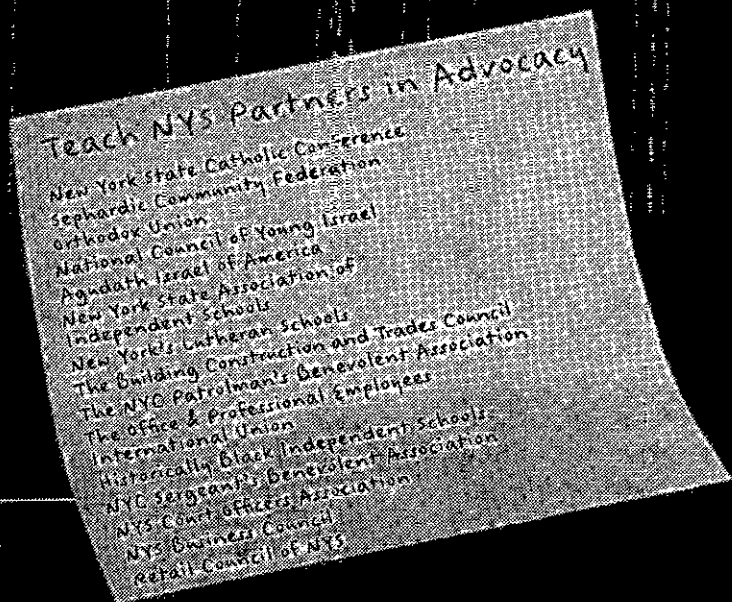 Teach NYS Partners in Advocacy
New York State Catholic Conference
Sephardic Community Federation
Orthodox Union
National Council of Young Israel
Agudath Israel of America
New York State Association of
Independent Schools
New York's Lutheran Schools
The Building Construction and Trades Council
The NYC Patrolman's Benevolent Association
The Office & Professional Employees
International Union
Historically Black Independent Schools
NYC Sergeant's Benevolent Association
NYS Court Officers Association
NYS Business Council
Retail Council of NYS